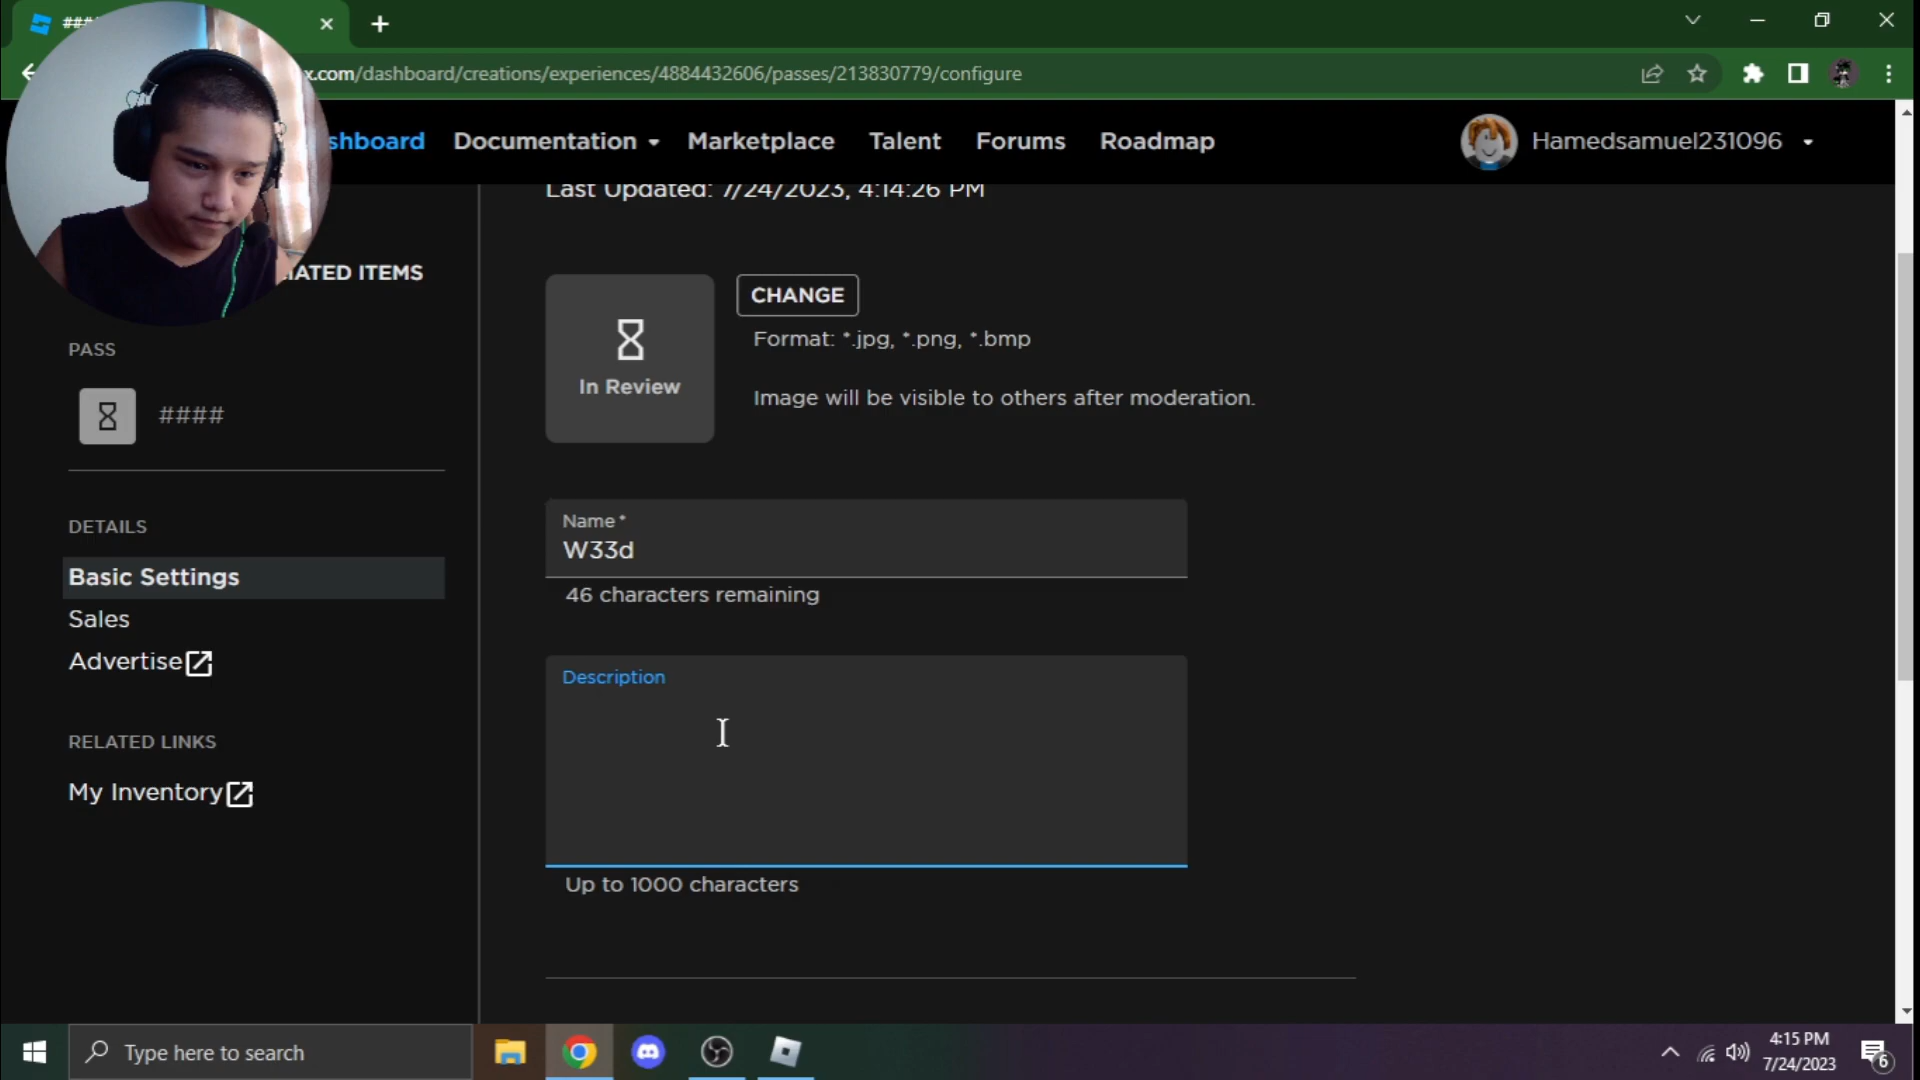 ####
x.com/dashboard/creations/experiences/4884432606/passes/213830779/configure
shboard Documentation Marketplace Talent Forums Roadmap
Hamedsamuel231096
Last Updated: 7/24/2023, 4:14:26 PM
IATED ITEMS
CHANGE
Format: *.jpg, *.png, *.bmp
In Review
Image will be visible to others after moderation.
PASS
####
DETAILS
Basic Settings
Sales
Advertise
RELATED LINKS
My Inventory
Name*
W33d
46 characters remaining
Description
Up to 1000 characters
Type here to search
4:15 PM
7/24/2023
6